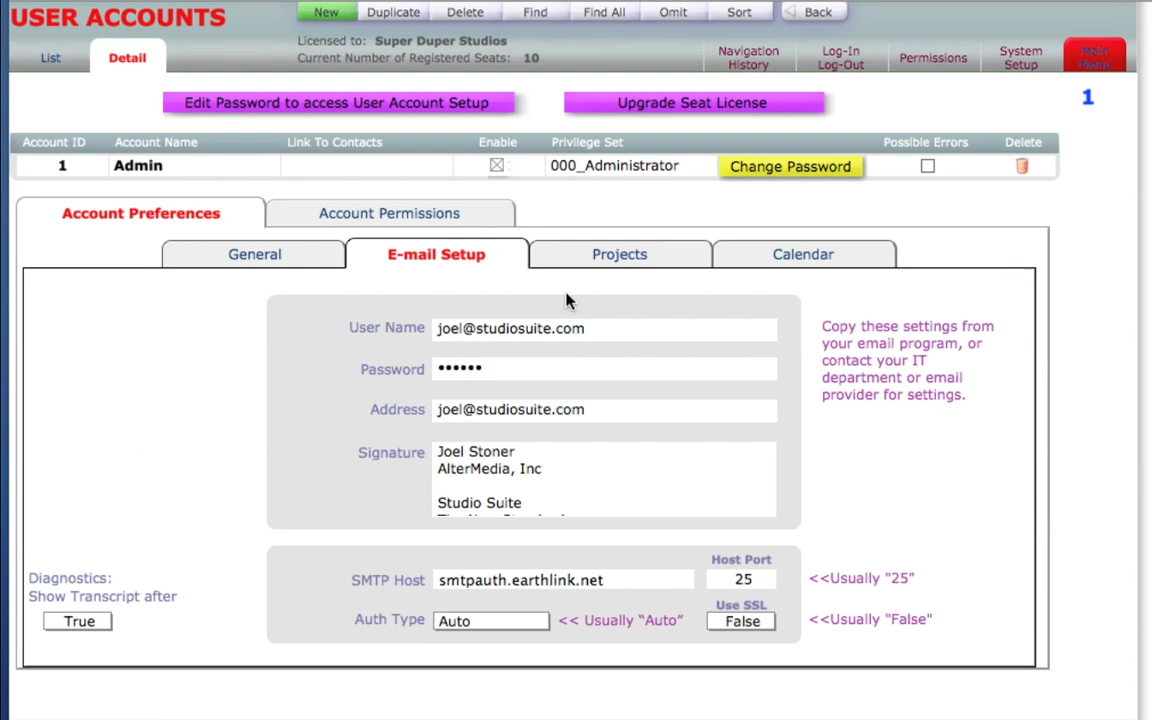 USER ACCOUNTS
New Duplicate Delete Find Find All Omit Sort Back
Licensed to: Super Duper Studios
Current Number of Registered Seats: 10
List Detail
Navigation History
Log-In Log-Out
Permissions
System Setup
Main Menu
Edit Password to access User Account Setup
Upgrade Seat License
1
Account ID Account Name Link To Contacts Enable Privilege Set Possible Errors Delete
1 Admin 000_Administrator Change Password
Account Preferences Account Permissions
General E-mail Setup Projects Calendar
User Name joel@studiosuite.com
Password ••••••
Address joel@studiosuite.com
Signature Joel Stoner
AlterMedia, Inc
Studio Suite
Copy these settings from
your email program, or
contact your IT
department or email
provider for settings.
Diagnostics:
Show Transcript after
True
Host Port
SMTP Host smtpauth.earthlink.net 25 <<Usually "25"
Use SSL
Auth Type Auto << Usually “Auto” False <<Usually "False"